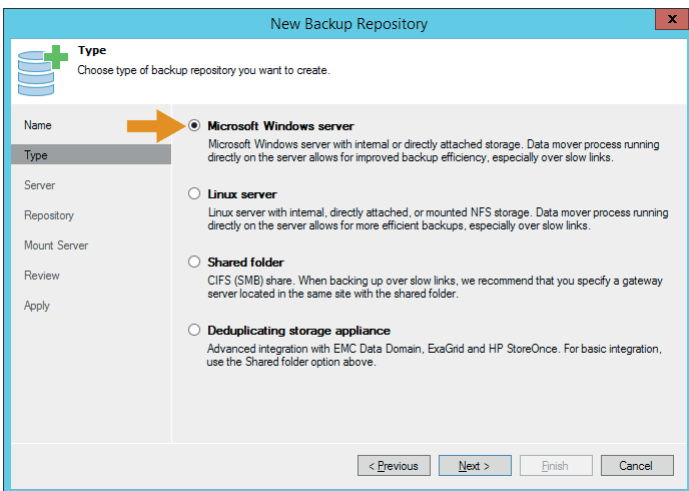 New Backup Repository
x
Type
Choose type of backup repository you want to create.
Name
Type
Server
Repository
Mount Server
Review
Apply
Microsoft Windows server
Microsoft Windows server with internal or directly attached storage. Data mover process running
directly on the server allows for improved backup efficiency, especially over slow links.
Linux server
Linux server with internal, directly attached, or mounted NFS storage. Data mover process running
directly on the server allows for more efficient backups, especially over slow links.
Shared folder
CIFS (SMB) share. When backing up over slow links, we recommend that you specify a gateway
server located in the same site with the shared folder.
Deduplicating storage appliance
Advanced integration with EMC Data Domain, ExaGrid and HP StoreOnce. For basic integration,
use the Shared folder option above.
< Previous Next > Finish Cancel